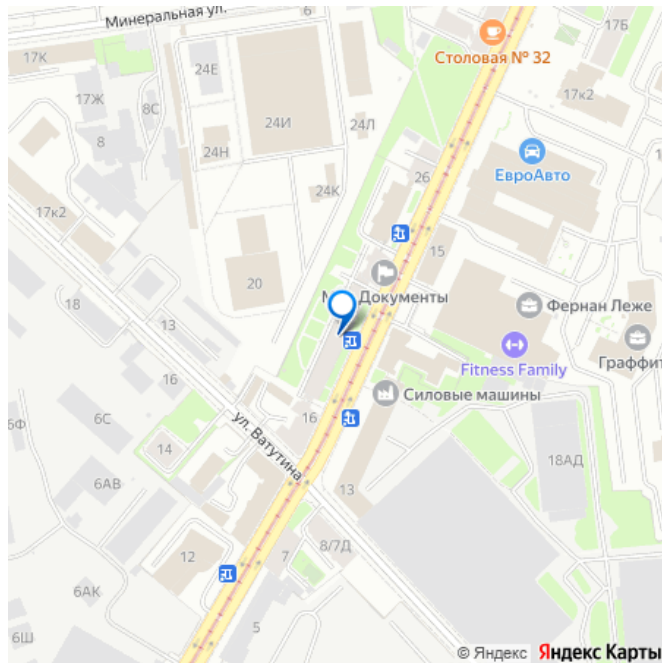 Минеральная ул.
6
17Б
17К
Столовая № 32
24Е
17Ж
8С
17к2
24И
24Л
8
24Н
ЕвроАвто
26
24К
17к2
15
20
Документы
18
Фернан Леже
13
Fitness Family
Граффит
16
Силовые машины
ул. Ватутина
16
6С
6Ф
14
18АД
6АВ
13
8/7Д
12
7
6АК
5
6Ш
© Яндекс Яндекс Карты